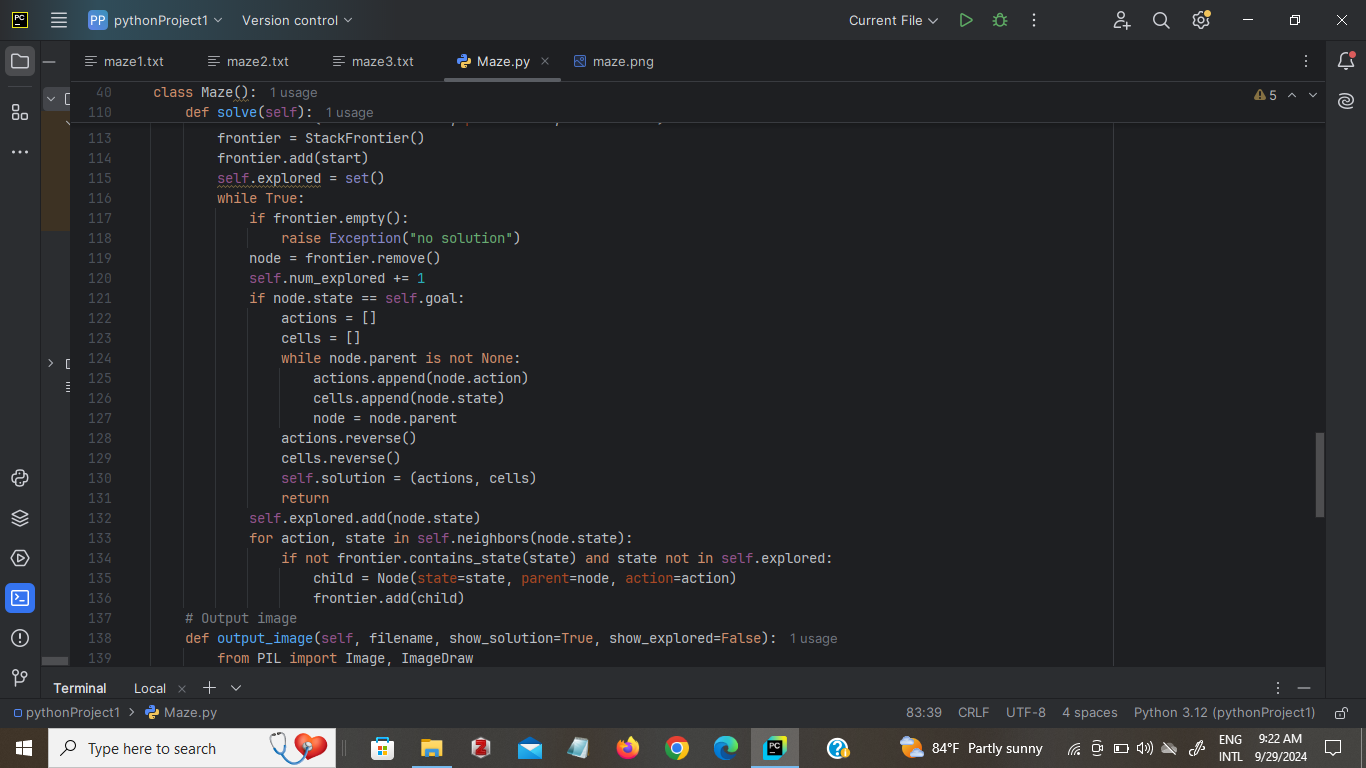 PC
PP pythonProject1 Version control Current File
maze1.txt maze2.txt maze3.txt Maze.py maze.png
40 class Maze(): 1 usage 5
110 def solve(self): 1 usage
113 frontier = StackFrontier()
114 frontier.add(start)
115 self.explored = set()
116 while True:
117 if frontier.empty():
118 raise Exception("no solution")
119 node = frontier.remove()
120 self.num_explored += 1
121 if node.state == self.goal:
122 actions = []
123 cells = []
124 while node.parent is not None:
125 actions.append(node.action)
126 cells.append(node.state)
127 node = node.parent
128 actions.reverse()
129 cells.reverse()
130 self.solution = (actions, cells)
131 return
132 self.explored.add(node.state)
133 for action, state in self.neighbors(node.state):
134 if not frontier.contains_state(state) and state not in self.explored:
135 child = Node(state=state, parent=node, action=action)
136 frontier.add(child)
137 # Output image
138 def output_image(self, filename, show_solution=True, show_explored=False): 1 usage
139 from PIL import Image, ImageDraw
Terminal Local
pythonProject1 Maze.py 83:39 CRLF UTF-8 4 spaces Python 3.12 (pythonProject1)
Type here to search 84°F Partly sunny ENG 9:22 AM
INTL 9/29/2024